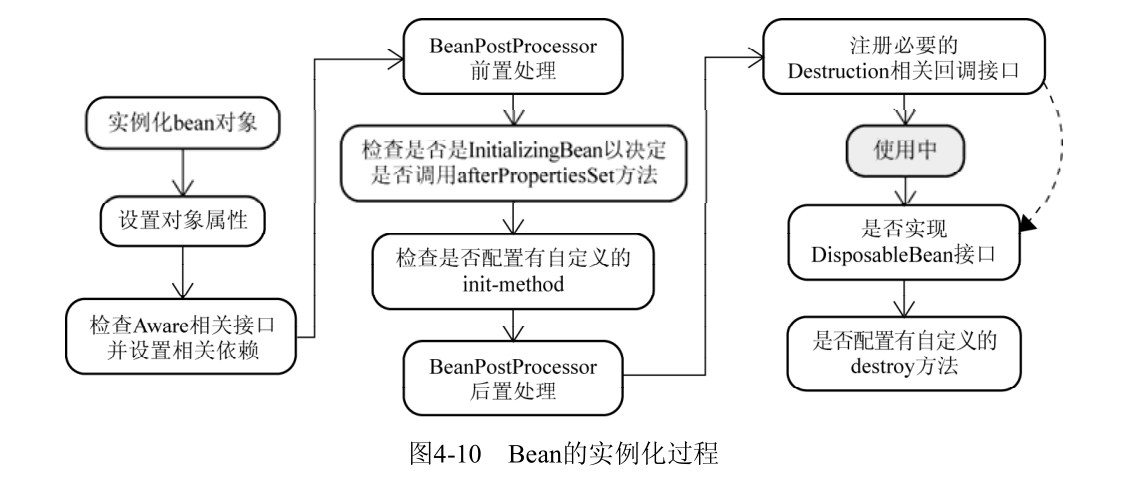 实例化bean对象
设置对象属性
检查Aware相关接口
并设置相关依赖
BeanPostProcessor
前置处理
检查是否是InitializingBean以决定
是否调用afterPropertiesSet方法
检查是否配置有自定义的
init-method
BeanPostProcessor
后置处理
注册必要的
Destruction相关回调接口
使用中
是否实现
DisposableBean接口
是否配置有自定义的
destroy方法
图4-10 Bean的实例化过程